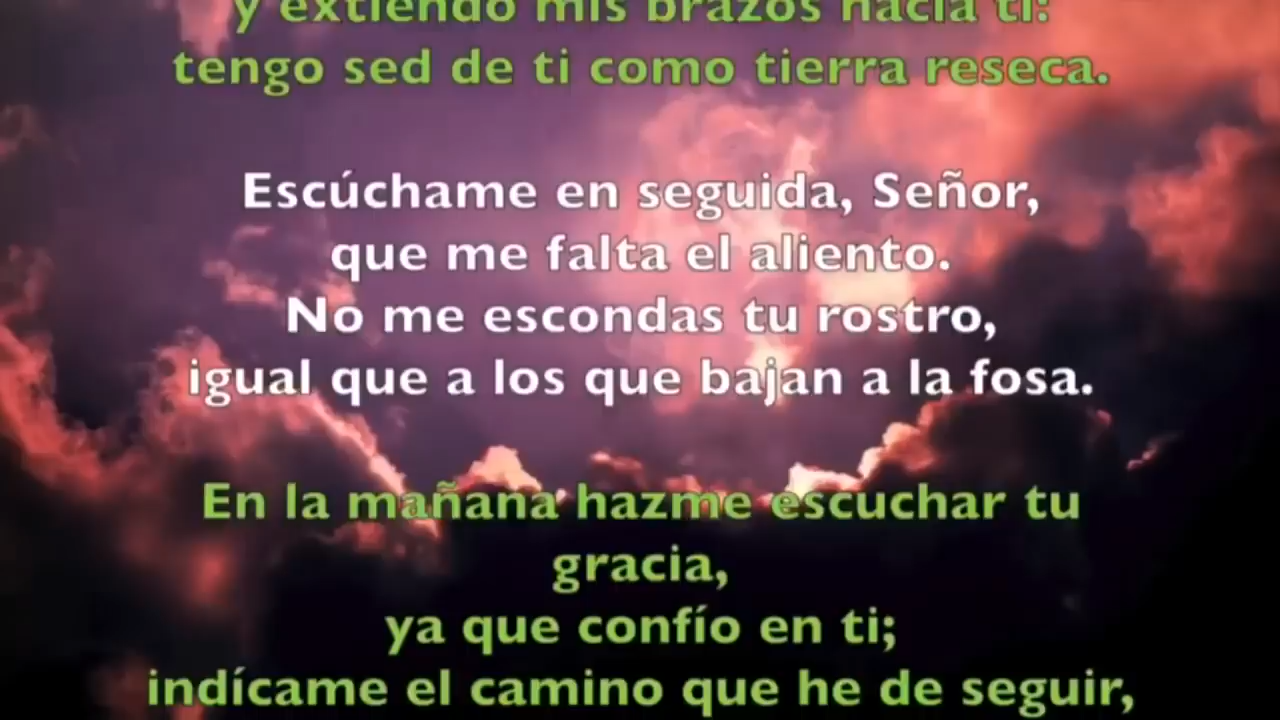 y extiendo mis brazos hacia ti:
tengo sed de ti como tierra reseca.
Escúchame en seguida, Señor,
que me falta el aliento.
No me escondas tu rostro,
igual que a los que bajan a la fosa.
En la mañana hazme escuchar tu
gracia,
ya que confío en ti;
indícame el camino que he de seguir,